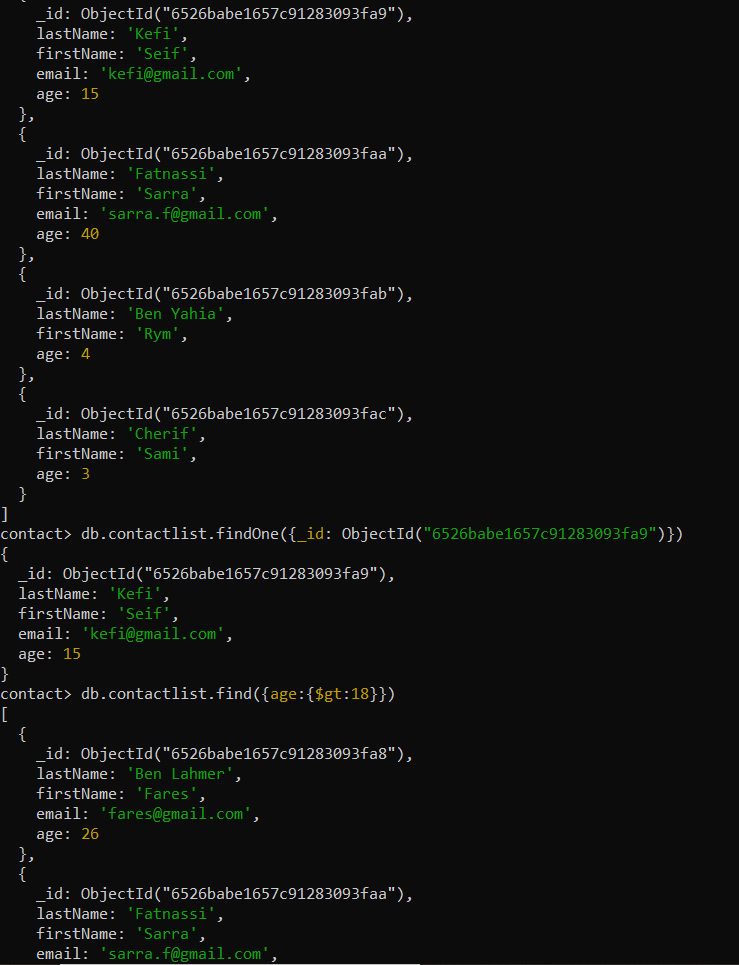 _id: ObjectId("6526babe1657c91283093fa9"),
lastName: 'Kefi',
firstName: 'Seif',
email: 'kefi@gmail.com',
age: 15
},
{
_id: ObjectId("6526babe1657c91283093faa"),
lastName: 'Fatnassi',
firstName: 'Sarra',
email: 'sarra.f@gmail.com',
age: 40
},
{
_id: ObjectId("6526babe1657c91283093fab"),
lastName: 'Ben Yahia',
firstName: 'Rym',
age: 4
},
{
_id: ObjectId("6526babe1657c91283093fac"),
lastName: 'Cherif',
firstName: 'Sami',
age: 3
}
]
contact> db.contactlist.findOne({_id: ObjectId("6526babe1657c91283093fa9")})
{
_id: ObjectId("6526babe1657c91283093fa9"),
lastName: 'Kefi',
firstName: 'Seif',
email: 'kefi@gmail.com',
age: 15
}
contact> db.contactlist.find({age:{$gt:18}})
[
{
_id: ObjectId("6526babe1657c91283093fa8"),
lastName: 'Ben Lahmer',
firstName: 'Fares',
email: 'fares@gmail.com',
age: 26
},
{
_id: ObjectId("6526babe1657c91283093faa"),
lastName: 'Fatnassi',
firstName: 'Sarra',
email: 'sarra.f@gmail.com',